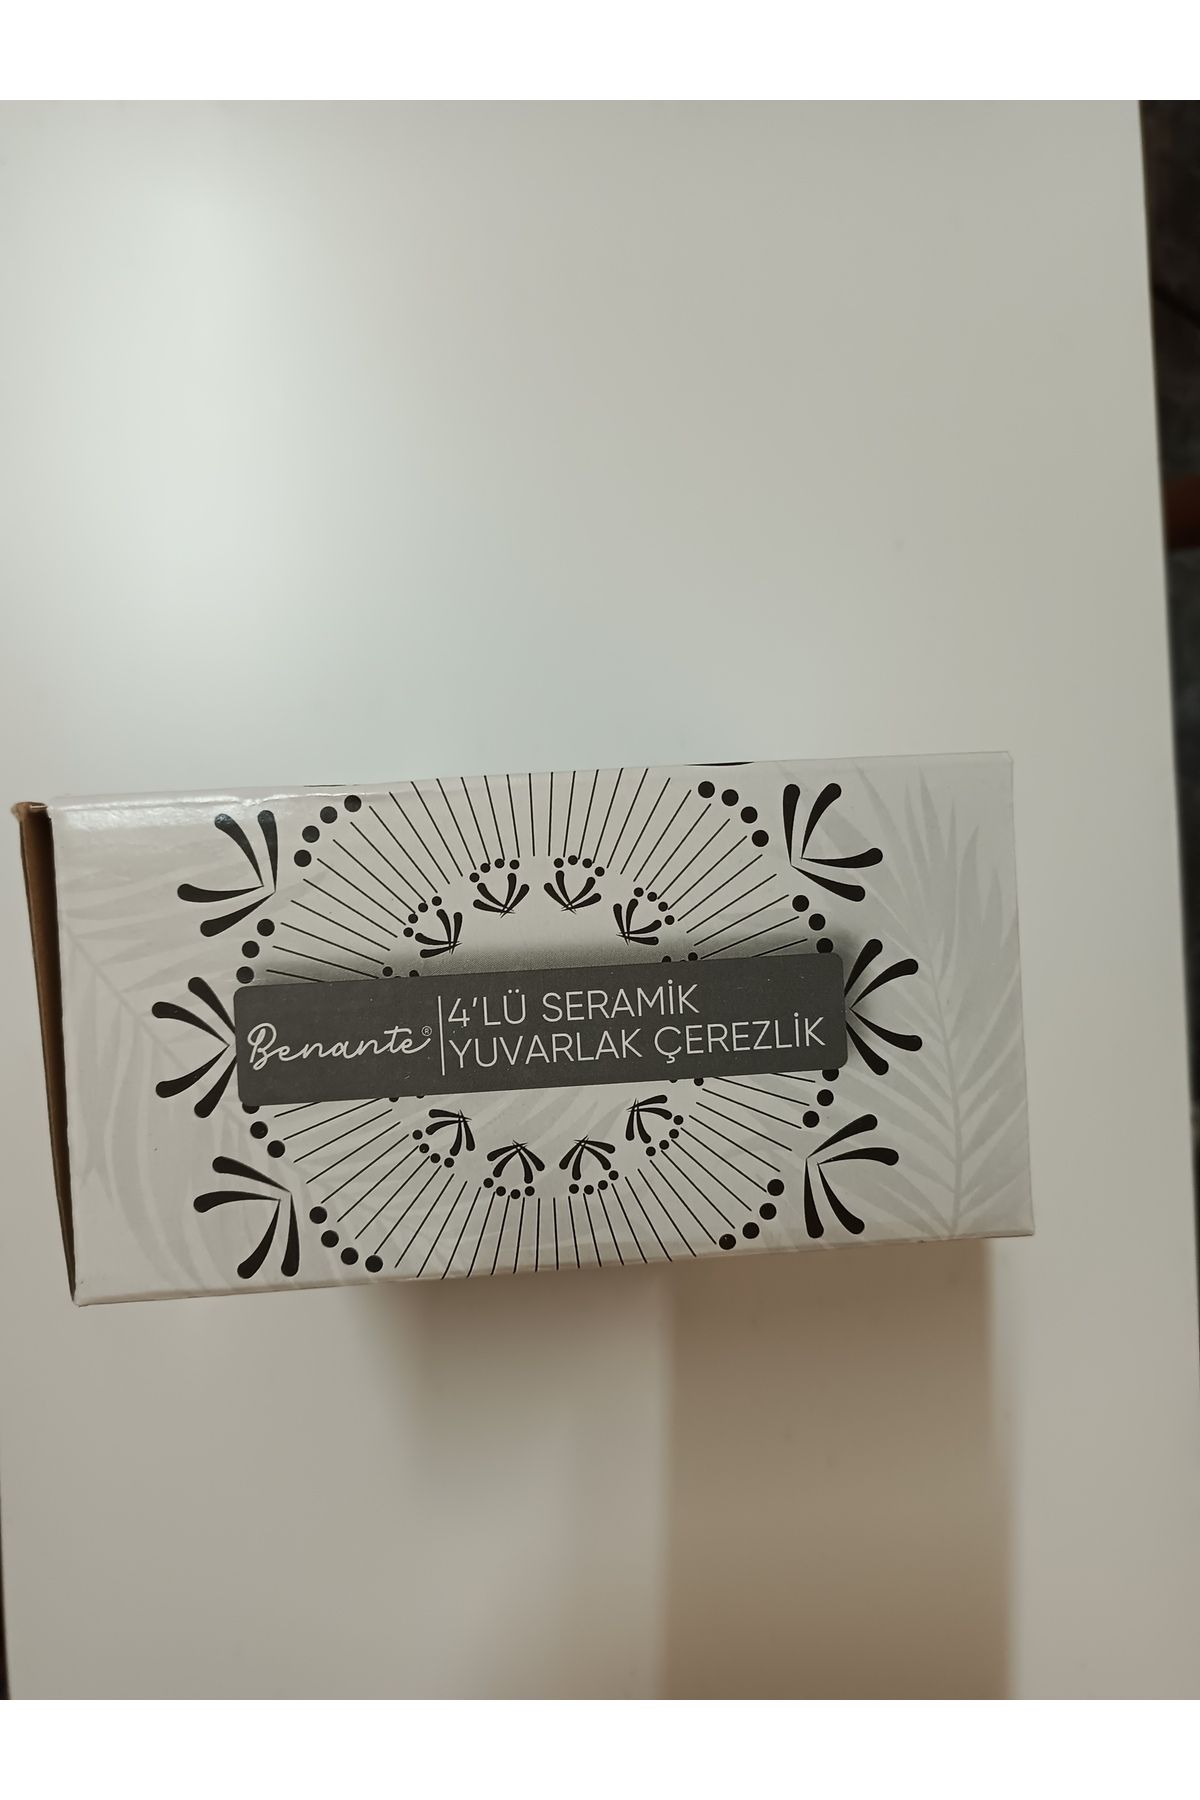 Benante®
4'LÜ SERAMİK
YUVARLAK ÇEREZLİK